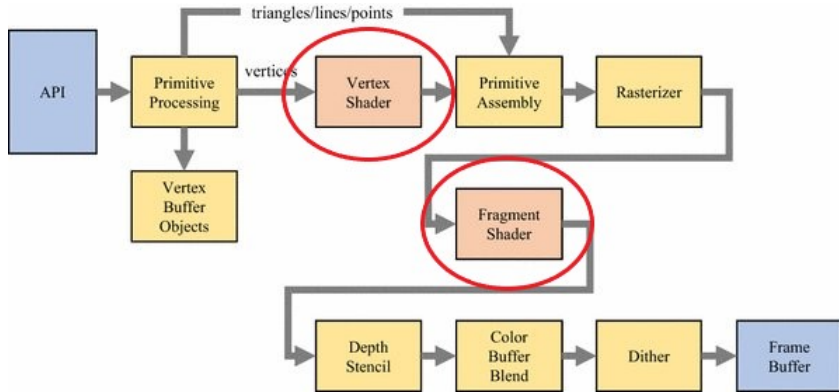 triangles/lines/points
API
Primitive
Processing
vertices
Vertex
Shader
Primitive
Assembly
Rasterizer
Vertex
Buffer
Objects
Fragment
Shader
Depth
Stencil
Color
Buffer
Blend
Dither
Frame
Buffer